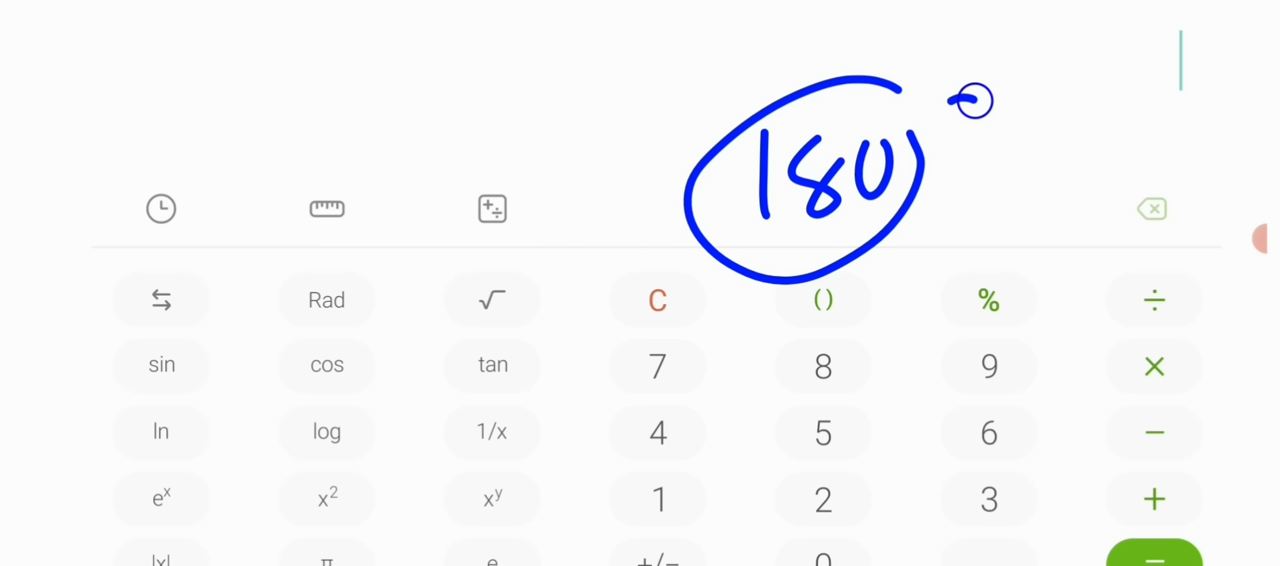 180
Rad √ C () % ÷
sin cos tan 7 8 9 ×
ln log 1/x 4 5 6 −
eˣ x² xʸ 1 2 3 +
|x| π e +/− 0 =